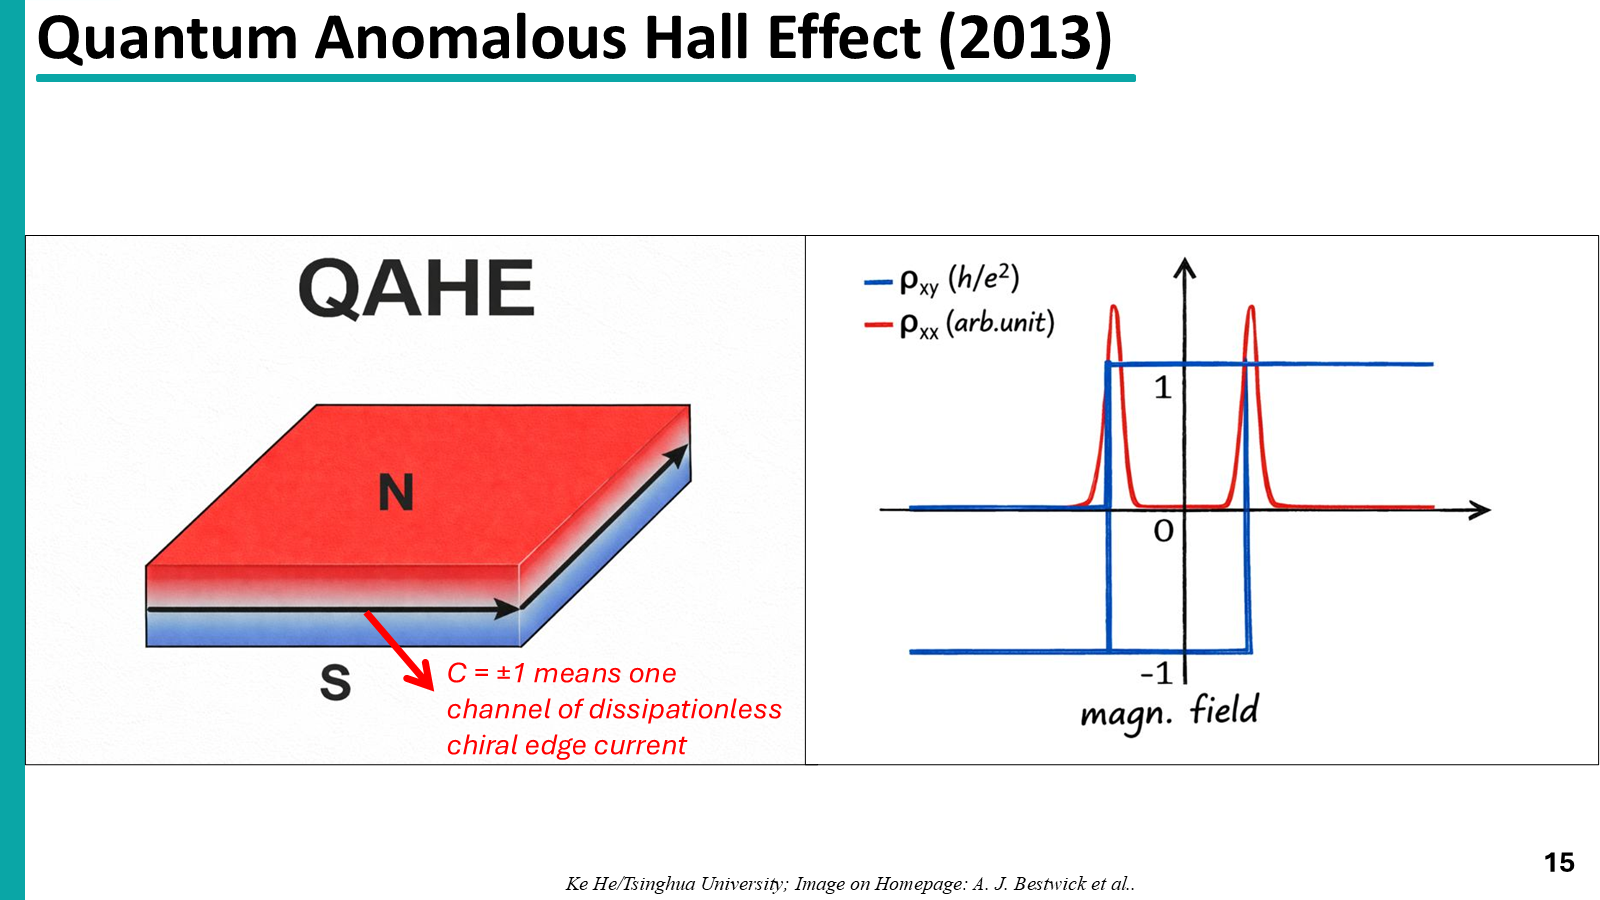 Quantum Anomalous Hall Effect (2013)
QAHE
N
S
C = ±1 means one
channel of dissipationless
chiral edge current
ρxy (h/e²)
ρxx (arb.unit)
1
0
-1
magn. field
15
Ke He/Tsinghua University; Image on Homepage: A. J. Bestwick et al..